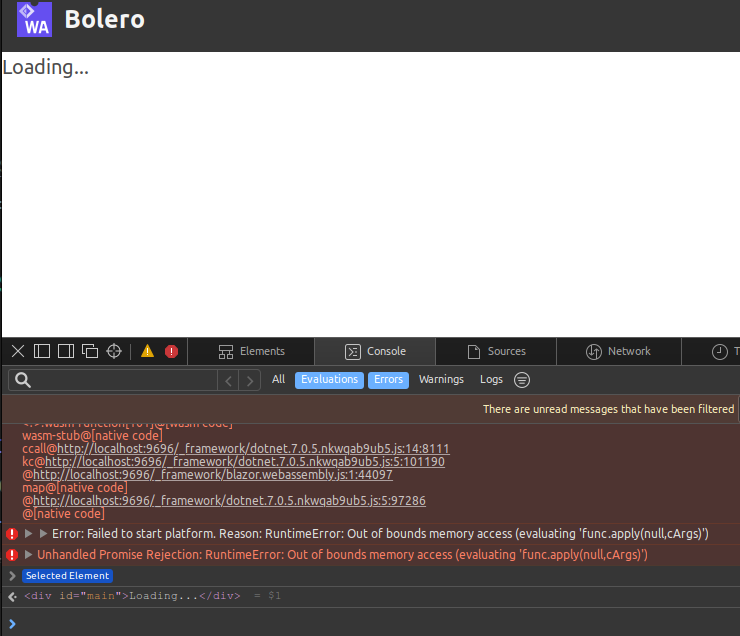 WA
Bolero
Loading...
Elements
Console
Sources
Network
T
All
Evaluations
Errors
Warnings
Logs
There are unread messages that have been filtered
wasm-stub@[native code]
ccall@http://localhost:9696/_framework/dotnet.7.0.5.nkwqab9ub5.js:14:8111
kc@http://localhost:9696/_framework/dotnet.7.0.5.nkwqab9ub5.js:5:101190
@http://localhost:9696/_framework/blazor.webassembly.js:1:44097
map@[native code]
@http://localhost:9696/_framework/dotnet.7.0.5.nkwqab9ub5.js:5:97286
@[native code]
Error: Failed to start platform. Reason: RuntimeError: Out of bounds memory access (evaluating 'func.apply(null,cArgs)')
Unhandled Promise Rejection: RuntimeError: Out of bounds memory access (evaluating 'func.apply(null,cArgs)')
Selected Element
<div id="main">Loading...</div> = $1